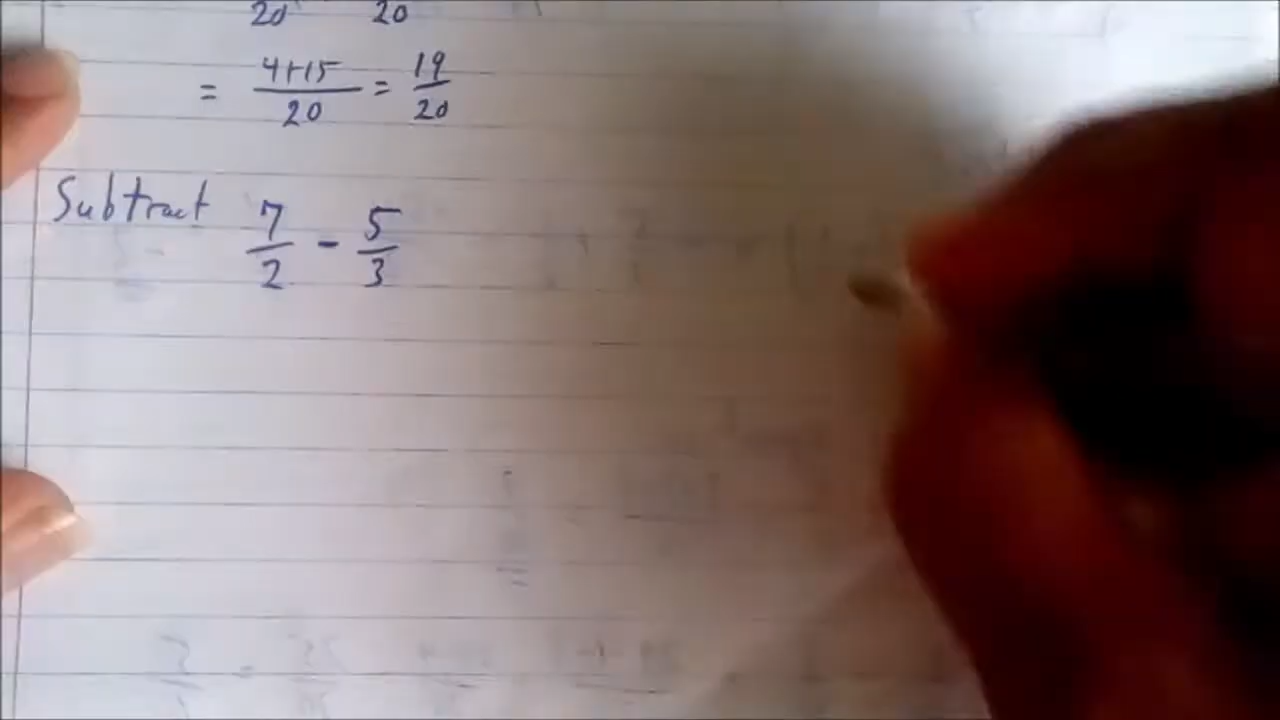 20 20
= 4+15/20 = 19/20
Subtract 7/2 - 5/3